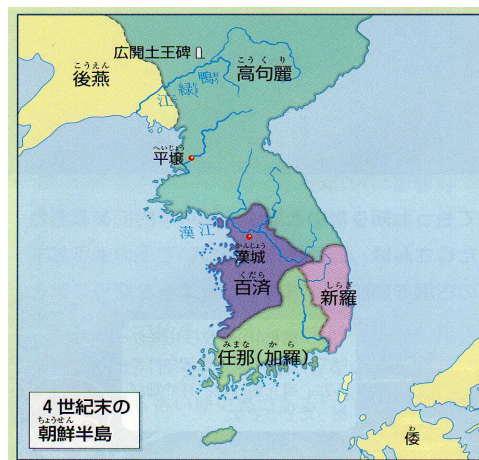 広開土王碑
こうえん
後燕
こうくり
高句麗
鴨緑江
へいじょう
平壌
漢江
かんじょう
漢城
くだら
百済
しらぎ
新羅
みまな から
任那(加羅)
4世紀末の
ちょうせん
朝鮮半島
わ
倭